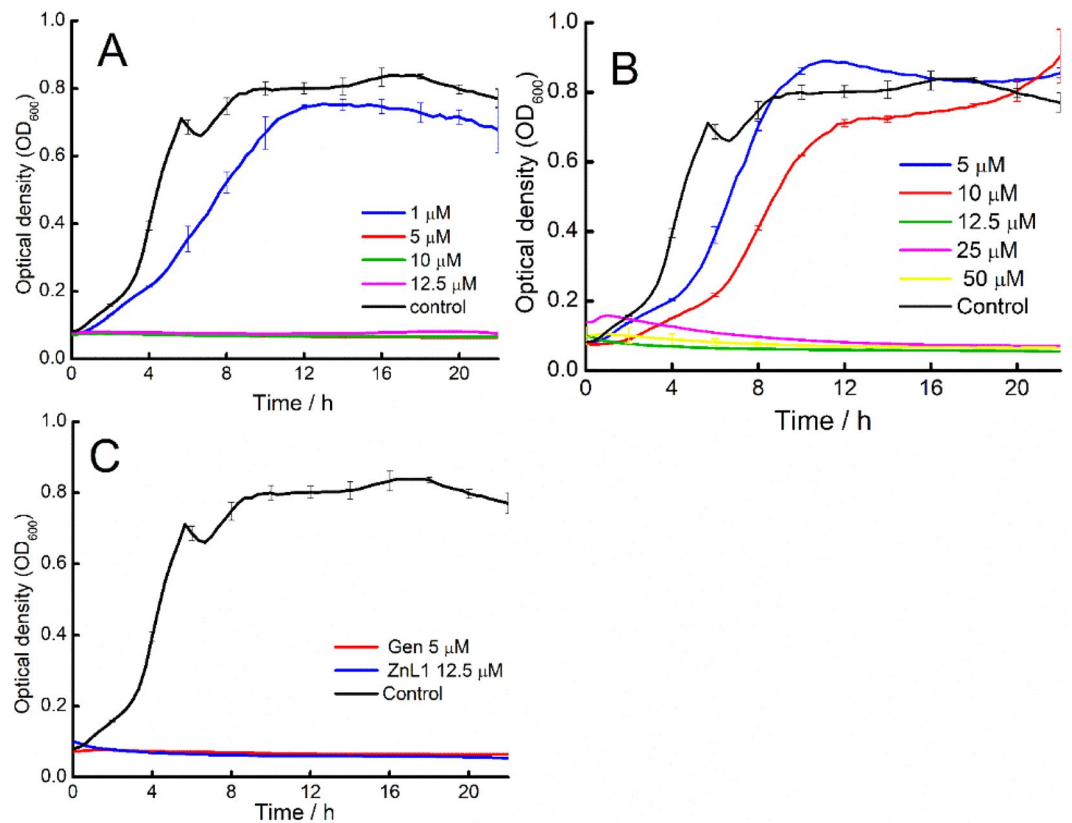 A
Optical density (OD600)
1.0
0.8
0.6
0.4
0.2
0.0
1 μM
5 μM
10 μM
12.5 μM
control
0 4 8 12 16 20
Time / h
B
Optical density (OD600)
1.0
0.8
0.6
0.4
0.2
0.0
5 μM
10 μM
12.5 μM
25 μM
50 μM
Control
0 4 8 12 16 20
Time / h
C
Optical density (OD600)
1.0
0.8
0.6
0.4
0.2
0.0
Gen 5 μM
ZnL1 12.5 μM
Control
0 4 8 12 16 20
Time / h